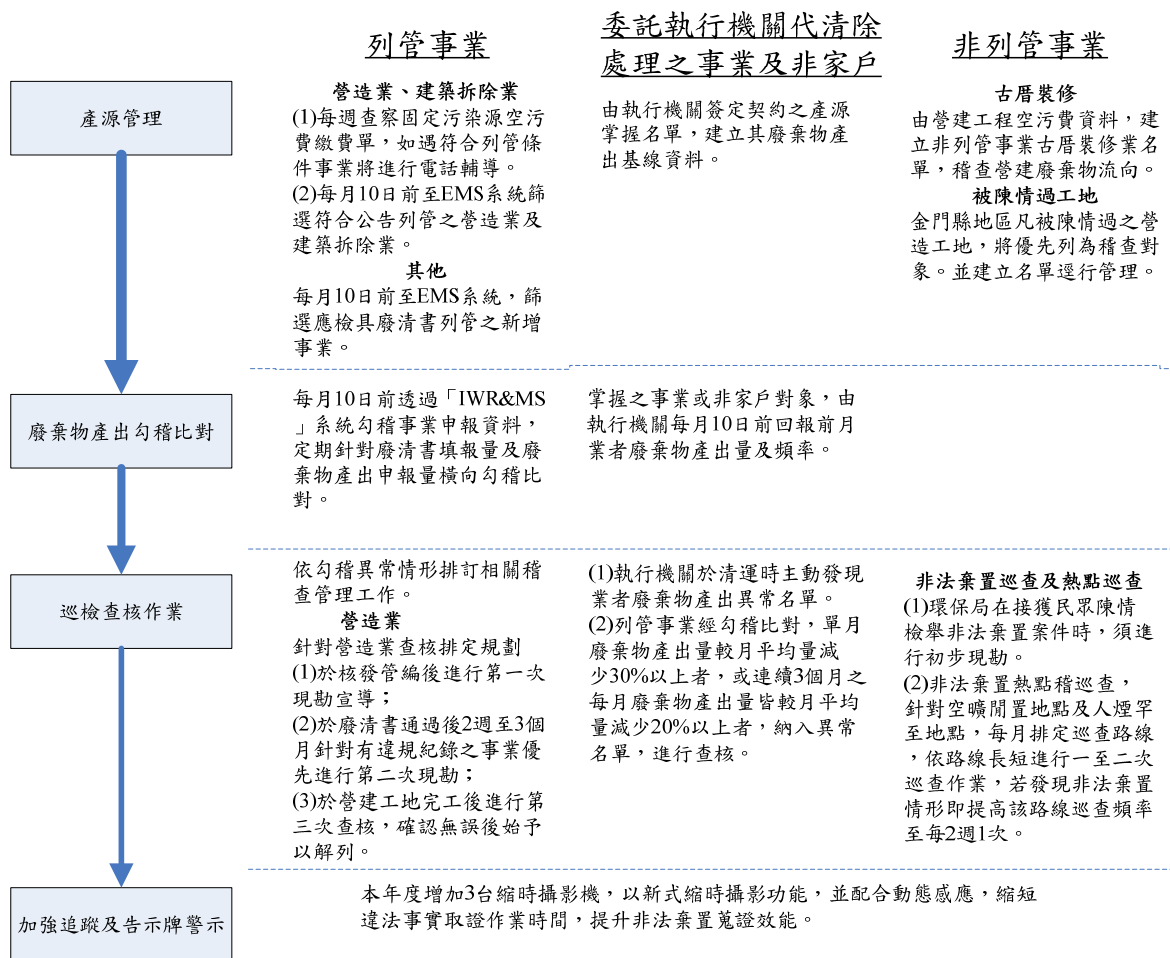 列管事業
委託執行機關代清除
處理之事業及非家戶
非列管事業
產源管理
營造業、建築拆除業
(1)每週查察固定污染源空污
費繳費單，如遇符合列管條
件事業將進行電話輔導。
(2)每月10日前至EMS系統篩
選符合公告列管之營造業及
建築拆除業。
其他
每月10日前至EMS系統，篩
選應檢具廢清書列管之新增
事業。
由執行機關簽定契約之產源
掌握名單，建立其廢棄物產
出基線資料。
古厝裝修
由營建工程空污費資料，建
立非列管事業古厝裝修業名
單，稽查營建廢棄物流向。
被陳情過工地
金門縣地區凡被陳情過之營
造工地，將優先列為稽查對
象。並建立名單逕行管理。
廢棄物產出勾稽比對
每月10日前透過「IWR&MS
」系統勾稽事業申報資料，
定期針對廢清書填報量及廢
棄物產出申報量橫向勾稽比
對。
掌握之事業或非家戶對象，由
執行機關每月10日前回報前月
業者廢棄物產出量及頻率。
巡檢查核作業
依勾稽異常情形排訂相關稽
查管理工作。
營造業
針對營造業查核排定規劃
(1)於核發管編後進行第一次
現勘宣導；
(2)於廢清書通過後2週至3個
月針對有違規紀錄之事業優
先進行第二次現勘；
(3)於營建工地完工後進行第
三次查核，確認無誤後始予
以解列。
(1)執行機關於清運時主動發現
業者廢棄物產出異常名單。
(2)列管事業經勾稽比對，單月
廢棄物產出量較月平均量減
少30%以上者，或連續3個月之
每月廢棄物產出量皆較月平均
量減少20%以上者，納入異常
名單，進行查核。
非法棄置巡查及熱點巡查
(1)環保局在接獲民眾陳情
檢舉非法棄置案件時，須進
行初步現勘。
(2)非法棄置熱點稽巡查，
針對空曠閒置地點及人煙罕
至地點，每月排定巡查路線
，依路線長短進行一至二次
巡查作業，若發現非法棄置
情形即提高該路線巡查頻率
至每2週1次。
加強追蹤及告示牌警示
本年度增加3台縮時攝影機，以新式縮時攝影功能，並配合動態感應，縮短
違法事實取證作業時間，提升非法棄置蒐證效能。